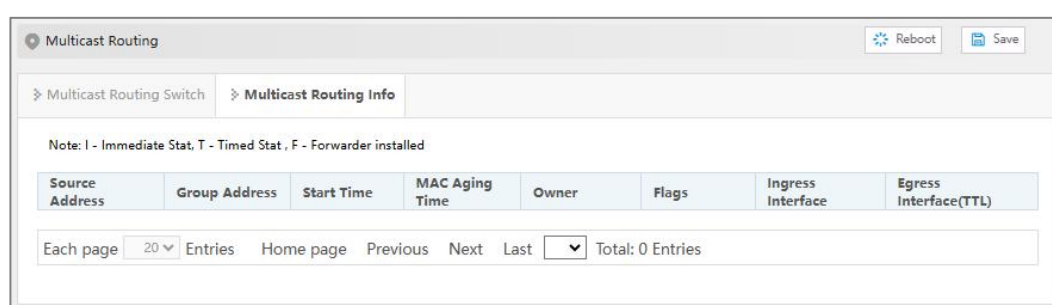 Multicast Routing
Reboot
Save
Multicast Routing Switch
Multicast Routing Info
Note: I - Immediate Stat, T - Timed Stat , F - Forwarder installed
Source Address
Group Address
Start Time
MAC Aging Time
Owner
Flags
Ingress Interface
Egress Interface(TTL)
Each page 20 Entries Home page Previous Next Last Total: 0 Entries